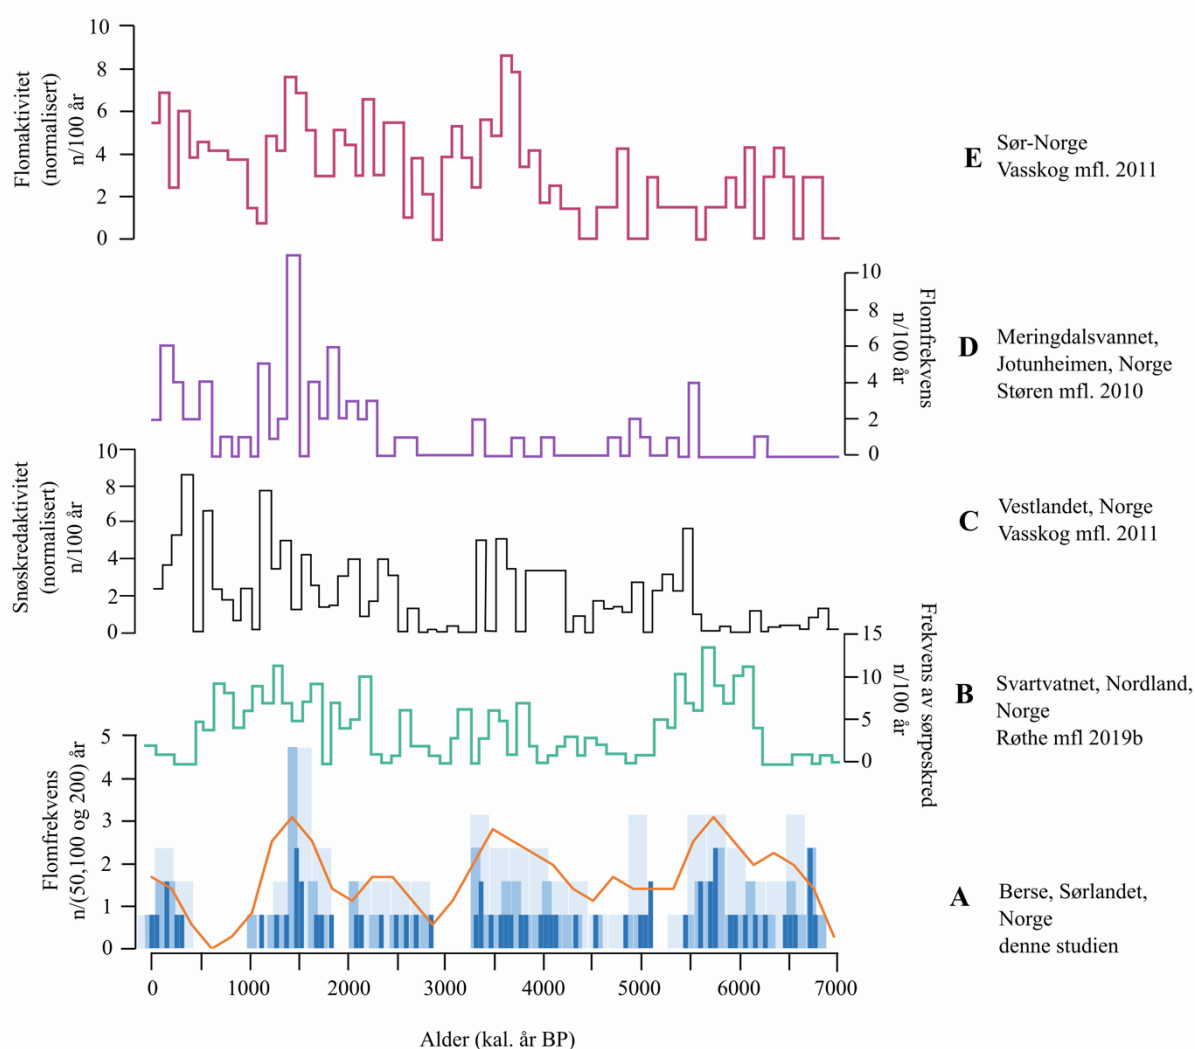 10
8
6
4
2
0
Flomaktivitet
(normalisert)
n/100 år
E
Sør-Norge
Vasskog mfl. 2011
10
8
6
4
2
0
Flomfrekvens
n/100 år
D
Meringdalsvannet,
Jotunheimen, Norge
Støren mfl. 2010
10
8
6
4
2
0
Snøskredaktivitet
(normalisert)
n/100 år
C
Vestlandet, Norge
Vasskog mfl. 2011
15
10
5
0
Frekvens av sørpeskred
n/100 år
B
Svartvatnet, Nordland,
Norge
Røthe mfl 2019b
5
4
3
2
1
0
Flomfrekvens
n/(50,100 og 200) år
A
Berse, Sørlandet,
Norge
denne studien
0 1000 2000 3000 4000 5000 6000 7000
Alder (kal. år BP)